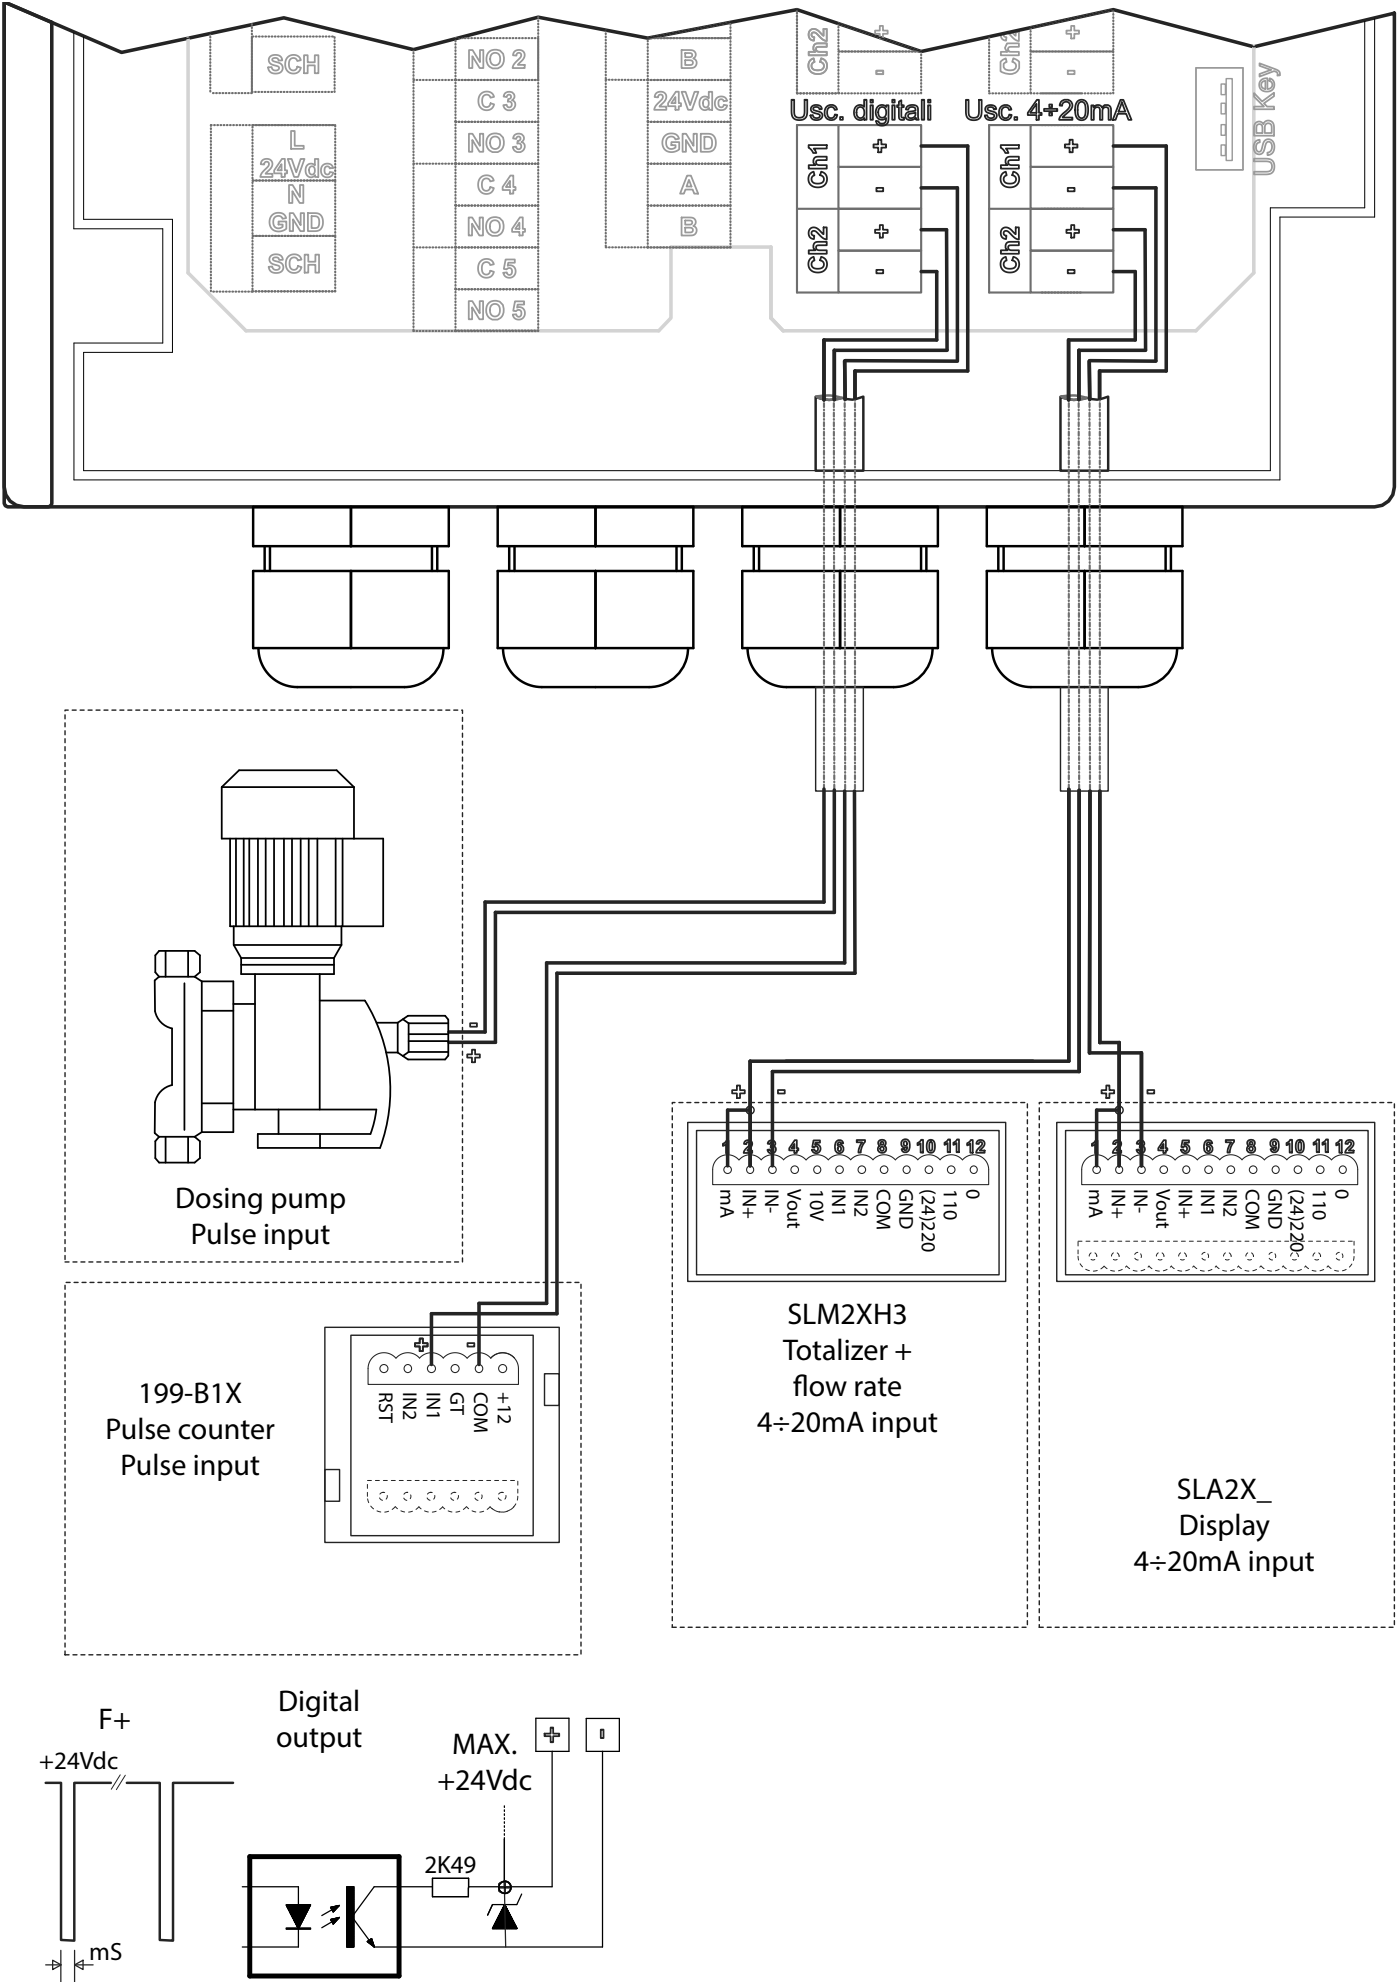 SCH
L
24Vdc
N
GND
SCH
NO 2
C 3
NO 3
C 4
NO 4
C 5
NO 5
B
24Vdc
GND
A
B
Ch2
+
-
Usc. digitali
Ch1
+
-
Ch2
+
-
Ch2
+
-
Usc. 4÷20mA
Ch1
+
-
Ch2
+
-
USB Key
-
+
Dosing pump
Pulse input
199-B1X
Pulse counter
Pulse input
+ -
RST IN2 IN1 GT COM +12
+ -
1 2 3 4 5 6 7 8 9 10 11 12
mA IN+ IN- Vout 10V IN1 IN2 COM GND (24)220 110 0
SLM2XH3
Totalizer +
flow rate
4÷20mA input
+ -
1 2 3 4 5 6 7 8 9 10 11 12
mA IN+ IN- Vout IN+ IN1 IN2 COM GND (24)220 110 0
SLA2X_
Display
4÷20mA input
F+
+24Vdc
mS
Digital
output
MAX.
+24Vdc
+ -
2K49